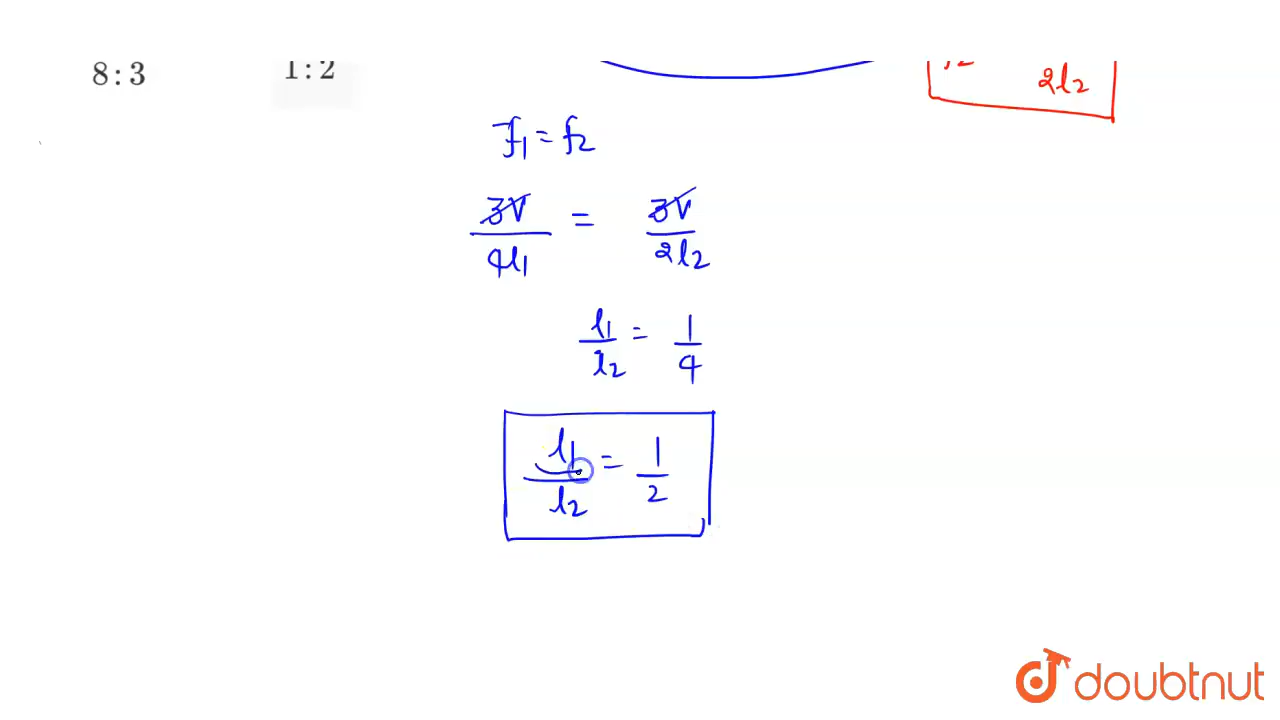 8 : 3 1 : 2
2l2
f1 = f2
3V/4l1 = 3V/2l2
l1/l2 = 1/4
l1/l2 = 1/2
doubtnut